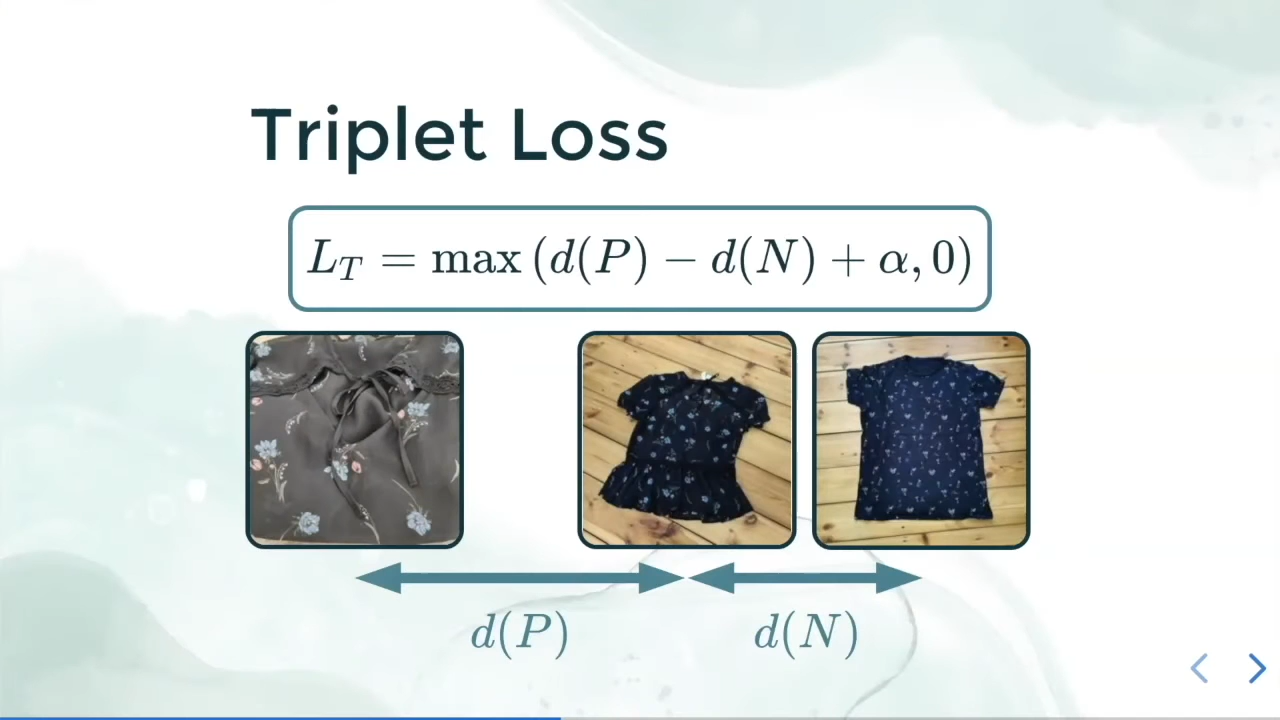 Triplet Loss
L_T = max (d(P) − d(N) + α, 0)
d(P)
d(N)